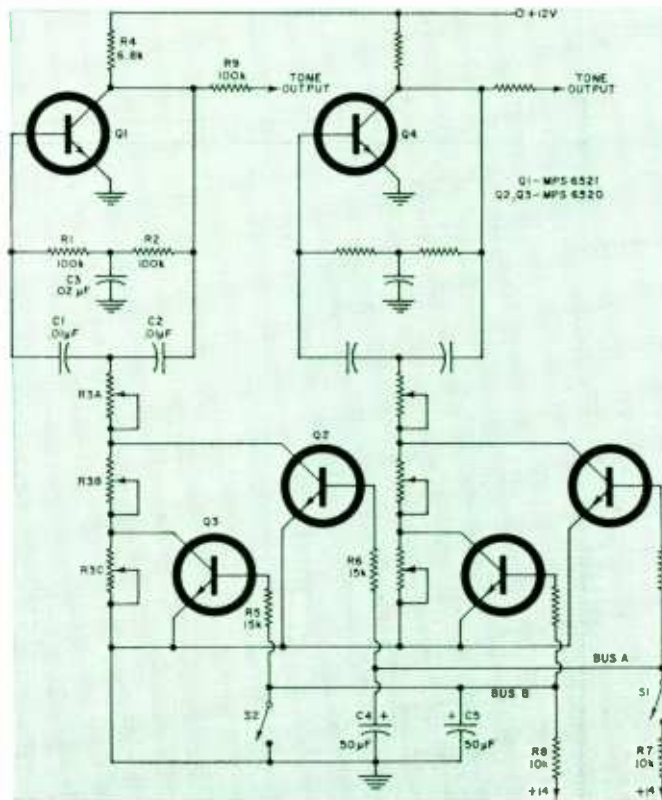 +12V
R4
6.8k
R9
100k
TONE
OUTPUT
TONE
OUTPUT
Q1
Q4
Q1-MPS 6521
Q2,Q3-MPS 6520
R1
100k
R2
100k
C3
.02µF
C1
.01µF
C2
.01µF
R3A
Q2
R3B
Q3
R3C
R6
15k
R5
15k
BUS A
BUS B
S2
S1
C4
+
50µF
+
C5
50µF
R8
10k
R7
10k
+14
+14